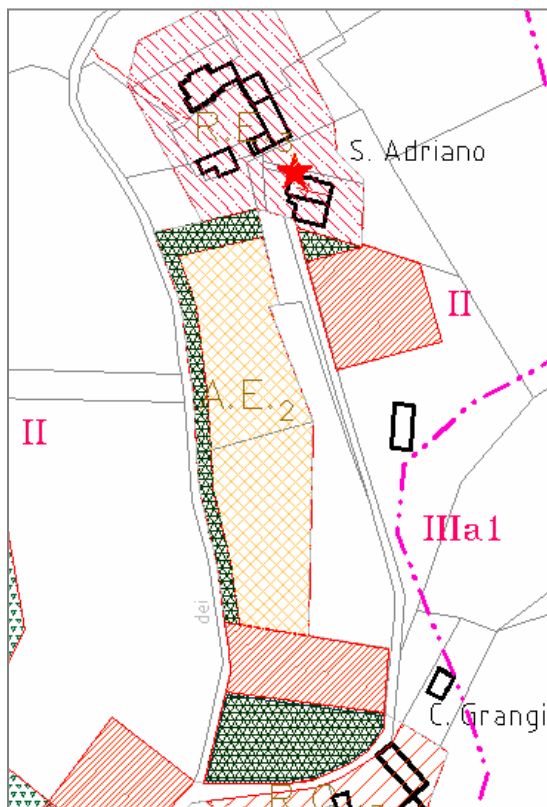 R.E.
S. Adriano
II
A.E.2
II
IIIa1
dei
C. Grangi